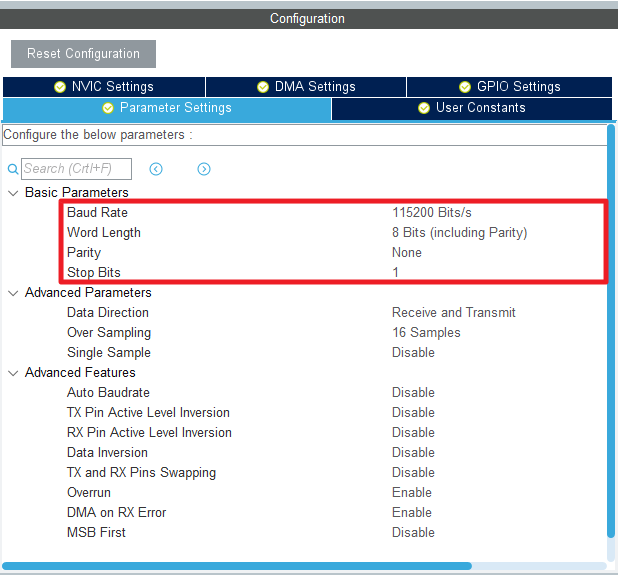 Configuration
Reset Configuration
NVIC Settings DMA Settings GPIO Settings
Parameter Settings User Constants
Configure the below parameters :
Search (Crtl+F)
Basic Parameters
Baud Rate 115200 Bits/s
Word Length 8 Bits (including Parity)
Parity None
Stop Bits 1
Advanced Parameters
Data Direction Receive and Transmit
Over Sampling 16 Samples
Single Sample Disable
Advanced Features
Auto Baudrate Disable
TX Pin Active Level Inversion Disable
RX Pin Active Level Inversion Disable
Data Inversion Disable
TX and RX Pins Swapping Disable
Overrun Enable
DMA on RX Error Enable
MSB First Disable